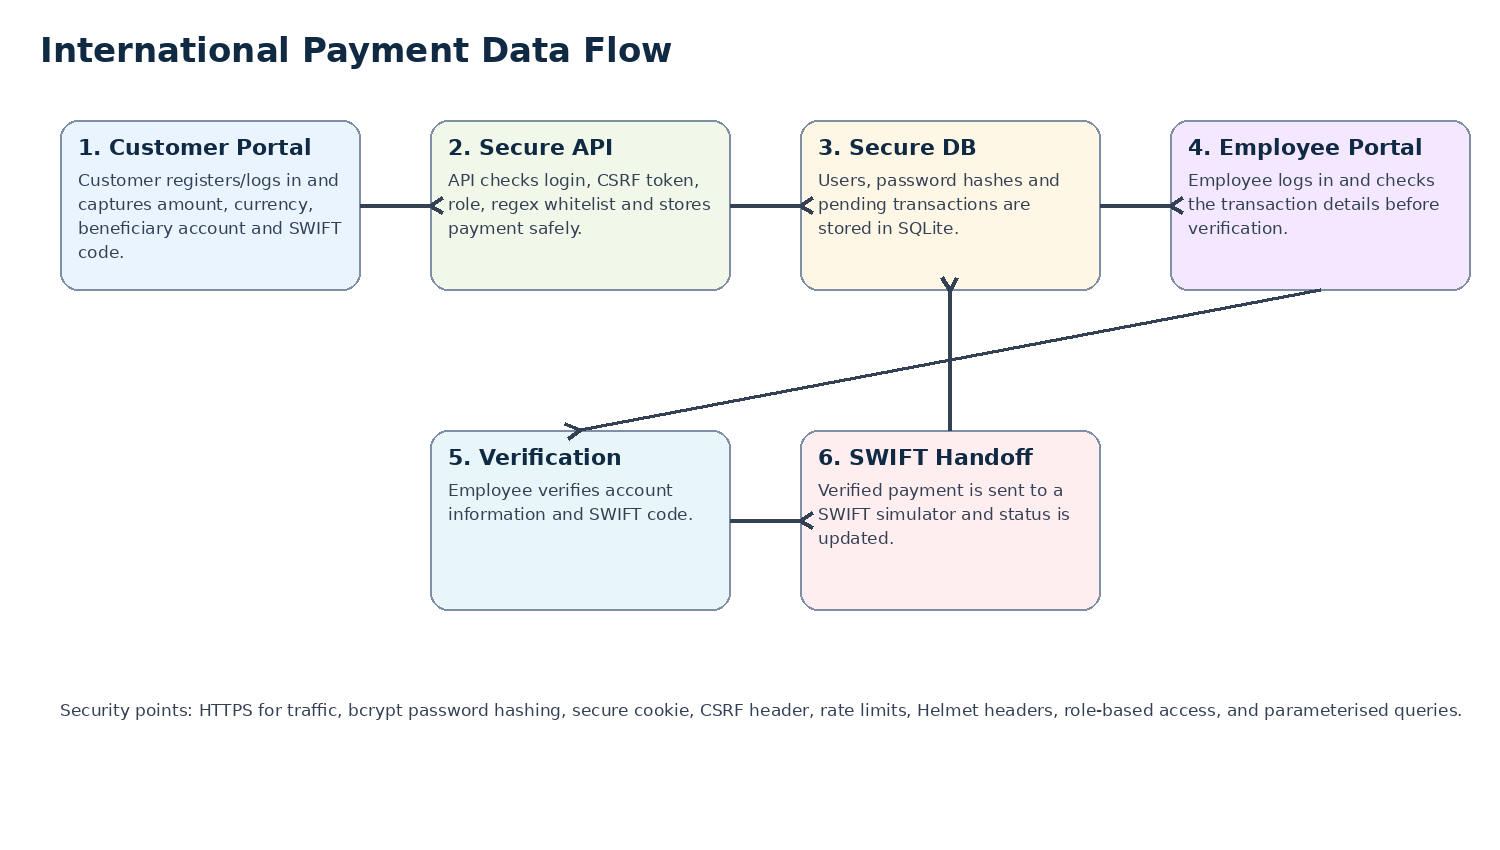 International Payment Data Flow
1. Customer Portal
Customer registers/logs in and
captures amount, currency,
beneficiary account and SWIFT
code.
2. Secure API
API checks login, CSRF token,
role, regex whitelist and stores
payment safely.
3. Secure DB
Users, password hashes and
pending transactions are
stored in SQLite.
4. Employee Portal
Employee logs in and checks
the transaction details before
verification.
5. Verification
Employee verifies account
information and SWIFT code.
6. SWIFT Handoff
Verified payment is sent to a
SWIFT simulator and status is
updated.
Security points: HTTPS for traffic, bcrypt password hashing, secure cookie, CSRF header, rate limits, Helmet headers, role-based access, and parameterised queries.